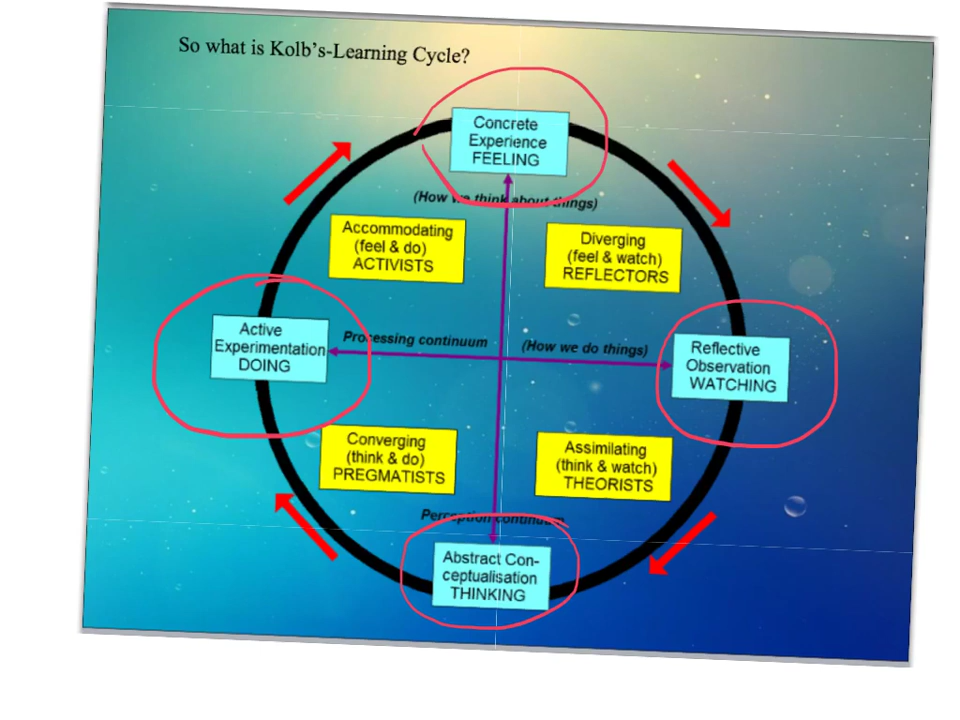 So what is Kolb's-Learning Cycle?
Concrete
Experience
FEELING
(How we think about things)
Accommodating
(feel & do)
ACTIVISTS
Diverging
(feel & watch)
REFLECTORS
Active
Experimentation
DOING
Processing continuum
(How we do things)
Reflective
Observation
WATCHING
Converging
(think & do)
PREGMATISTS
Assimilating
(think & watch)
THEORISTS
Perception continuum
Abstract Con-
ceptualisation
THINKING